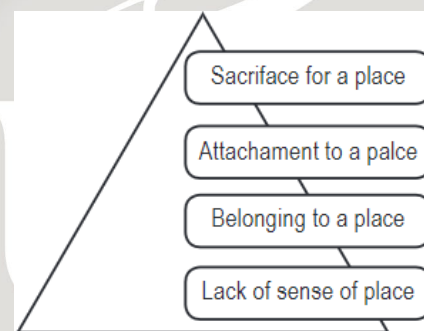 Sacriface for a place
Attachament to a palce
Belonging to a place
Lack of sense of place